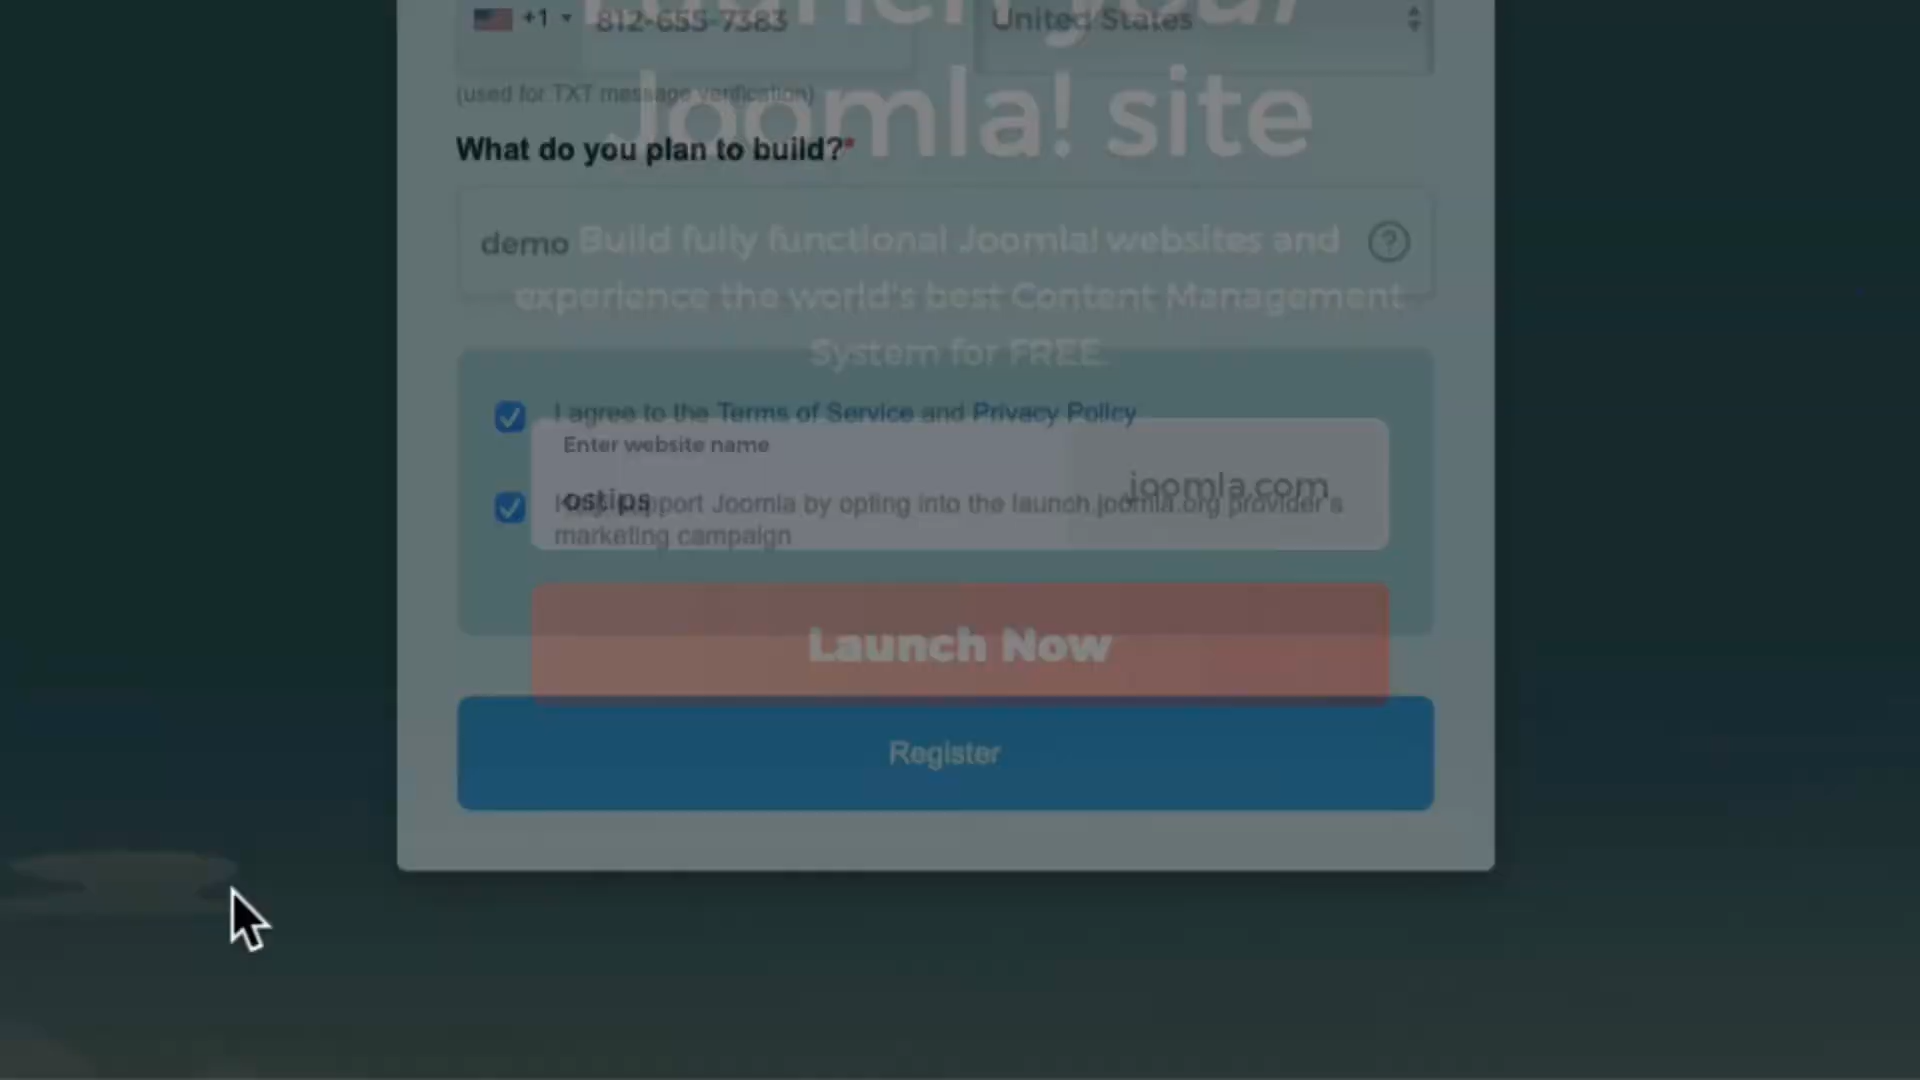 Launch your
+1 812-655-7383 United States
(used for TXT message verification)
Joomla! site
What do you plan to build?*
demo
Build fully functional Joomla! websites and
experience the world's best Content Management
System for FREE.
I agree to the Terms of Service and Privacy Policy
Enter website name
ostips
.joomla.com
support Joomla by opting into the launch.joomla.org provider's
marketing campaign
Launch Now
Register